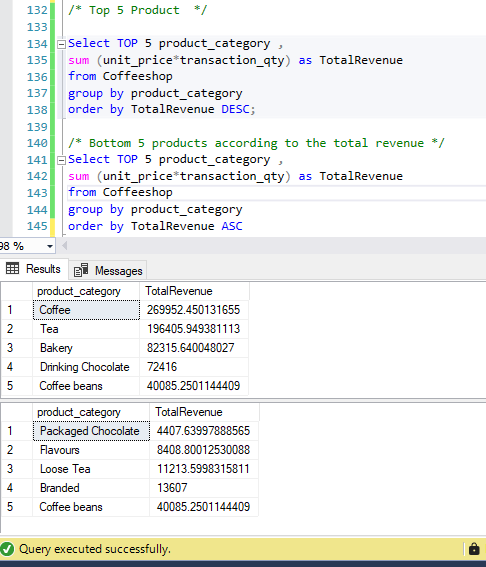 132 /* Top 5 Product */
133
134 Select TOP 5 product_category ,
135 sum (unit_price*transaction_qty) as TotalRevenue
136 from Coffeeshop
137 group by product_category
138 order by TotalRevenue DESC;
139
140 /* Bottom 5 products according to the total revenue */
141 Select TOP 5 product_category ,
142 sum (unit_price*transaction_qty) as TotalRevenue
143 from Coffeeshop
144 group by product_category
145 order by TotalRevenue ASC
98 %
Results Messages
product_category TotalRevenue
1 Coffee 269952.450131655
2 Tea 196405.949381113
3 Bakery 82315.640048027
4 Drinking Chocolate 72416
5 Coffee beans 40085.2501144409
product_category TotalRevenue
1 Packaged Chocolate 4407.63997888565
2 Flavours 8408.80012530088
3 Loose Tea 11213.5998315811
4 Branded 13607
5 Coffee beans 40085.2501144409
Query executed successfully.